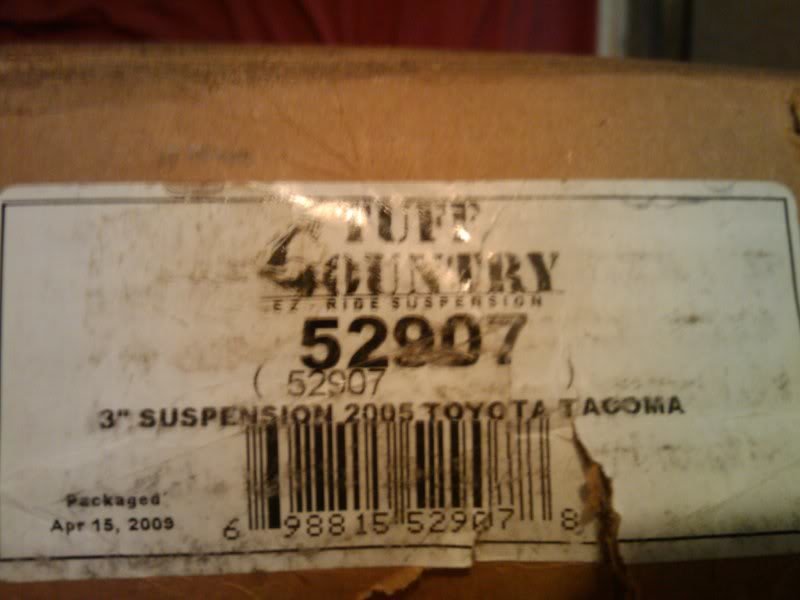 TUFF
COUNTRY
EZ-RIDE SUSPENSION
52907
( 52907 )
3" SUSPENSION 2005 TOYOTA TACOMA
Packaged
Apr 15, 2009
6 98815 52907 8